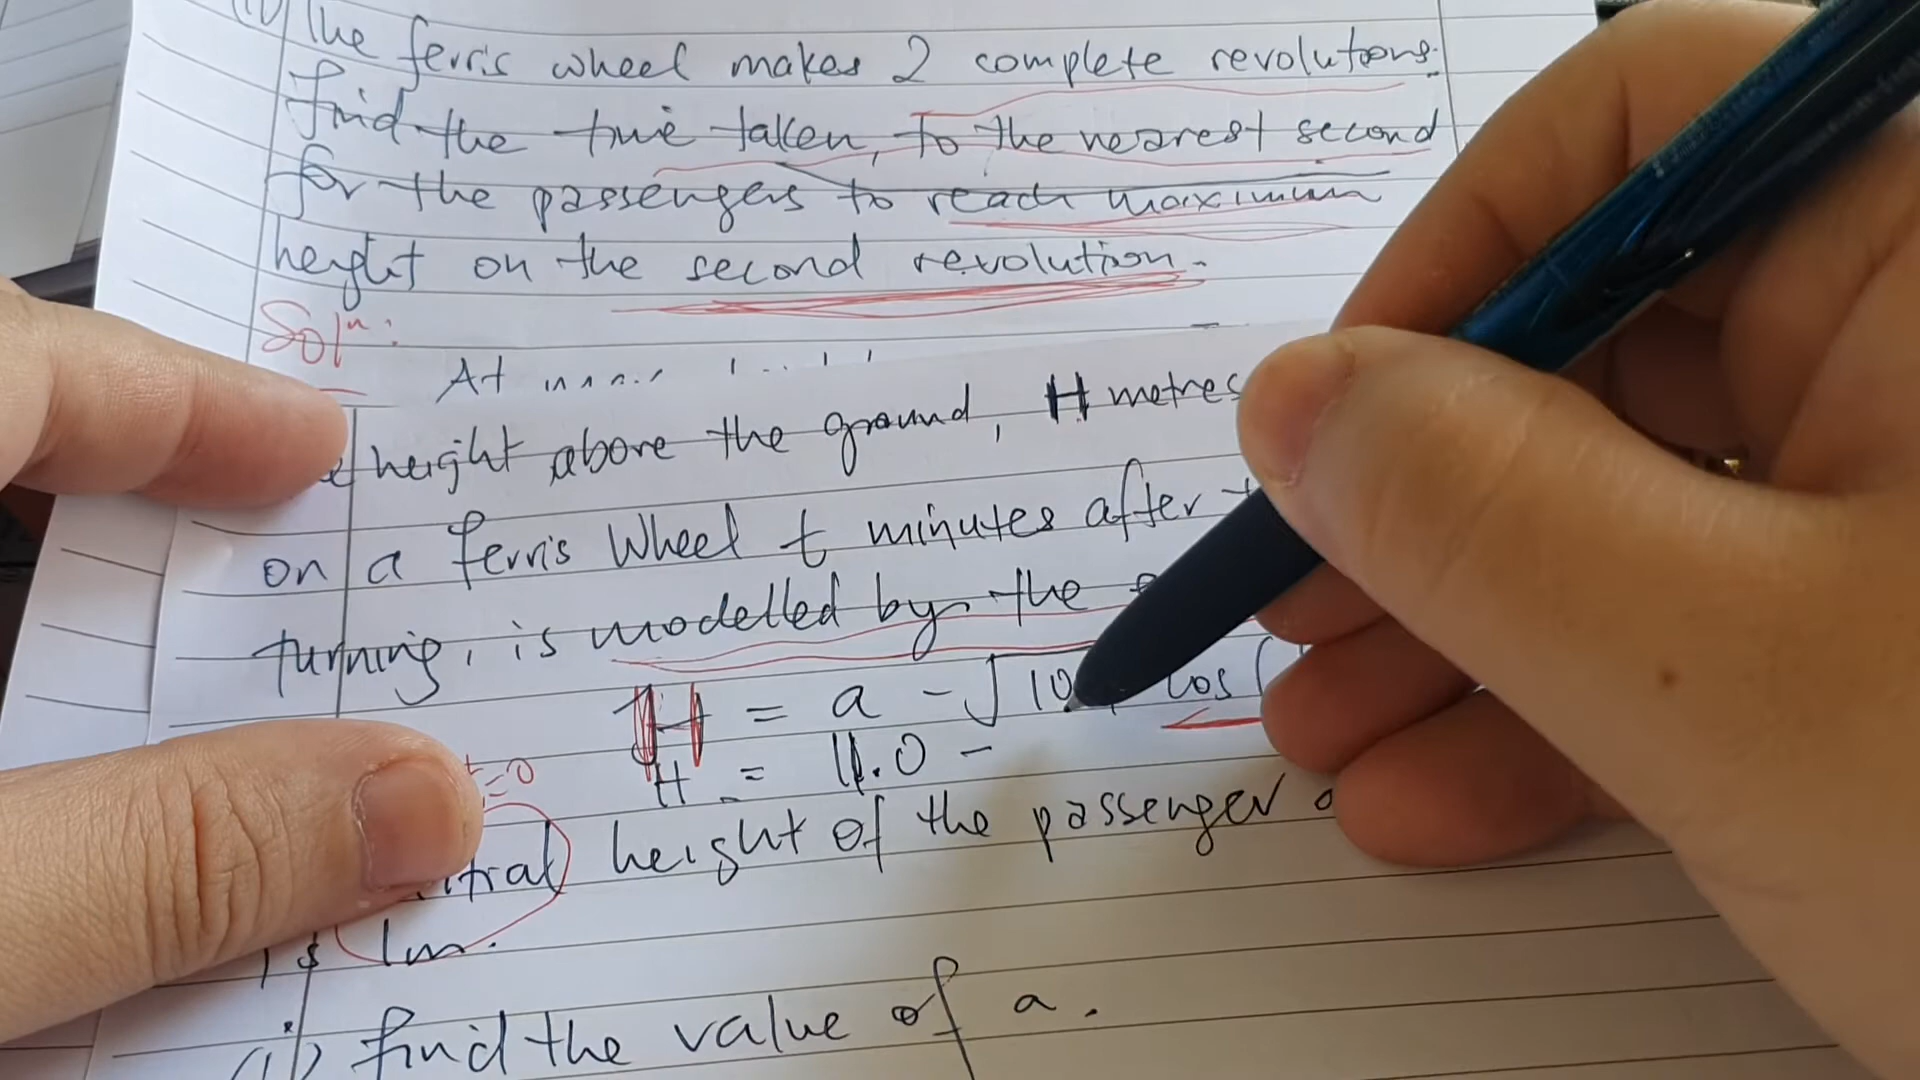 The ferris wheel makes 2 complete revolutions.
find the time taken, to the nearest second
for the passengers to reach maximum
height on the second revolution.
Solⁿ:
At
height above the ground, H metres
on a ferris Wheel t minutes after
turning, is modelled by the
H = a - √10 cos (
H = 11.0 -
t=0
height of the passenger
is 1m.
(i) find the value of a.